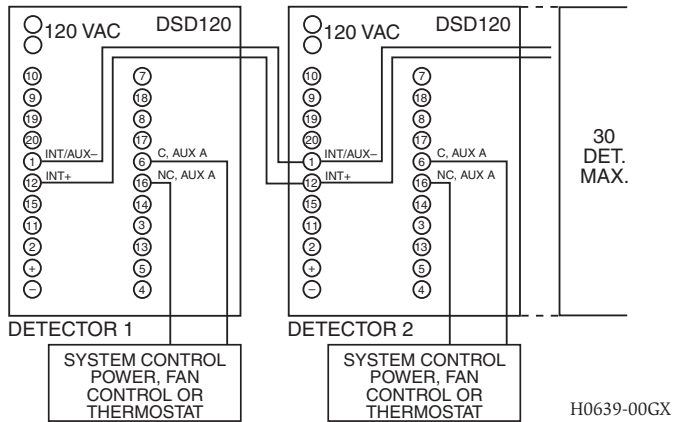 120 VAC DSD120
10 7
9 18
19 8
20 17
1 INT/AUX– 6 C, AUX A
12 INT+ 16 NC, AUX A
15 14
11 3
2 13
+ 5
– 4
DETECTOR 1
SYSTEM CONTROL
POWER, FAN
CONTROL OR
THERMOSTAT
120 VAC DSD120
10 7
9 18
19 8
20 17
1 INT/AUX– 6 C, AUX A
12 INT+ 16 NC, AUX A
15 14
11 3
2 13
+ 5
– 4
DETECTOR 2
SYSTEM CONTROL
POWER, FAN
CONTROL OR
THERMOSTAT
30
DET.
MAX.
H0639-00GX